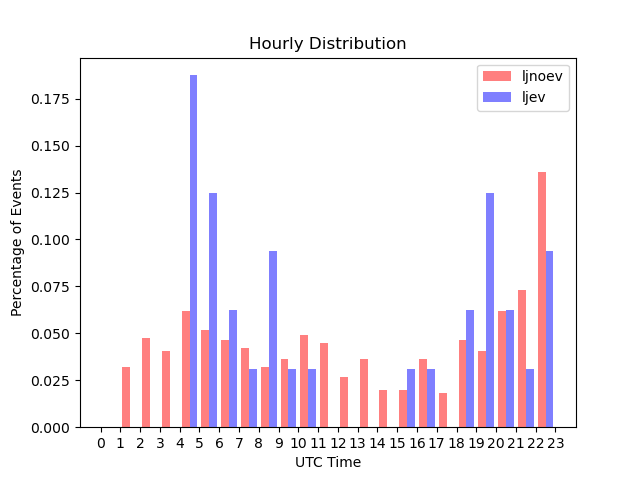 Hourly Distribution
ljnoev
ljev
Percentage of Events
0.175
0.150
0.125
0.100
0.075
0.050
0.025
0.000
0 1 2 3 4 5 6 7 8 9 10 11 12 13 14 15 16 17 18 19 20 21 22 23
UTC Time